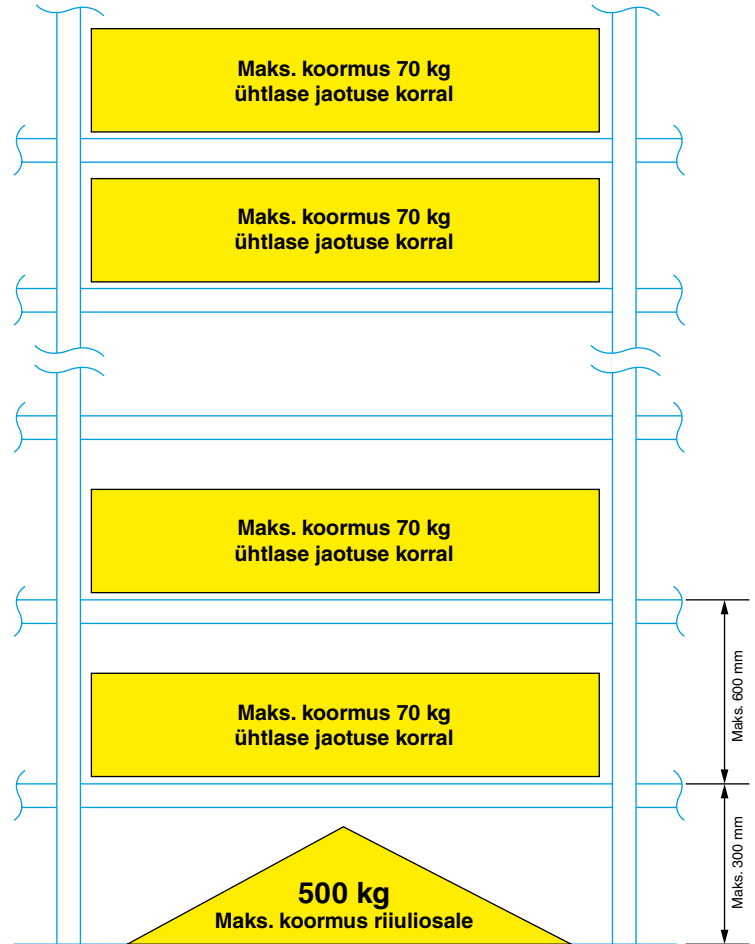 Maks. koormus 70 kg
ühtlase jaotuse korral
Maks. koormus 70 kg
ühtlase jaotuse korral
Maks. koormus 70 kg
ühtlase jaotuse korral
Maks. 600 mm
Maks. koormus 70 kg
ühtlase jaotuse korral
Maks. 300 mm
500 kg
Maks. koormus riiuliosale